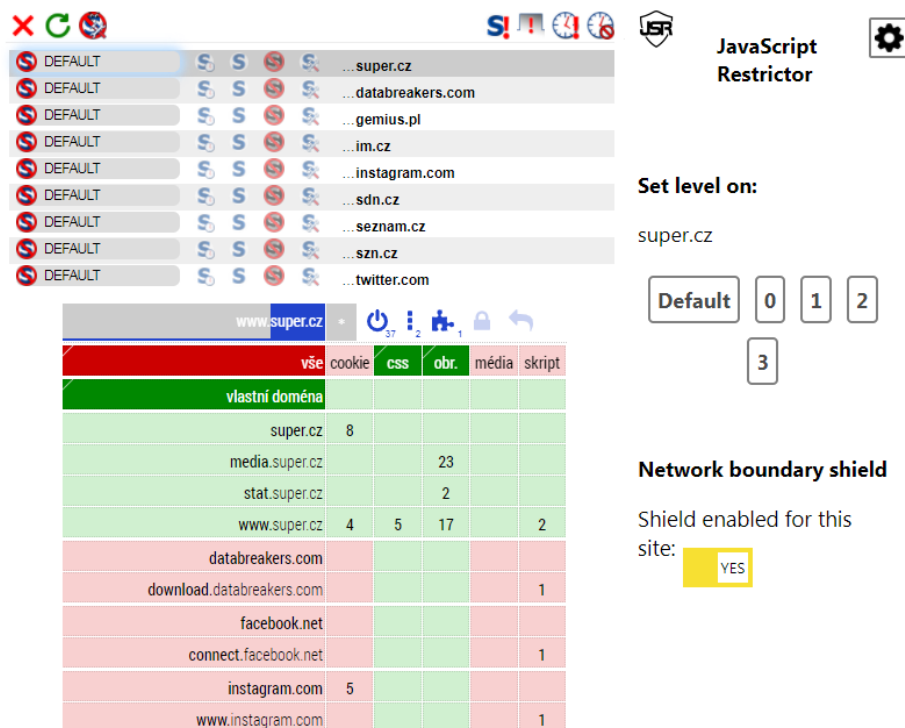 S!
JSR
JavaScript
Restrictor
DEFAULT ...super.cz
DEFAULT ...databreakers.com
DEFAULT ...gemius.pl
DEFAULT ...im.cz
DEFAULT ...instagram.com
DEFAULT ...sdn.cz
DEFAULT ...seznam.cz
DEFAULT ...szn.cz
DEFAULT ...twitter.com
www.super.cz 37 2 1
vše cookie css obr. média skript
vlastní doména
super.cz 8
media.super.cz 23
stat.super.cz 2
www.super.cz 4 5 17 2
databreakers.com
download.databreakers.com 1
facebook.net
connect.facebook.net 1
instagram.com 5
www.instagram.com 1
Set level on:
super.cz
Default 0 1 2
3
Network boundary shield
Shield enabled for this
site: YES